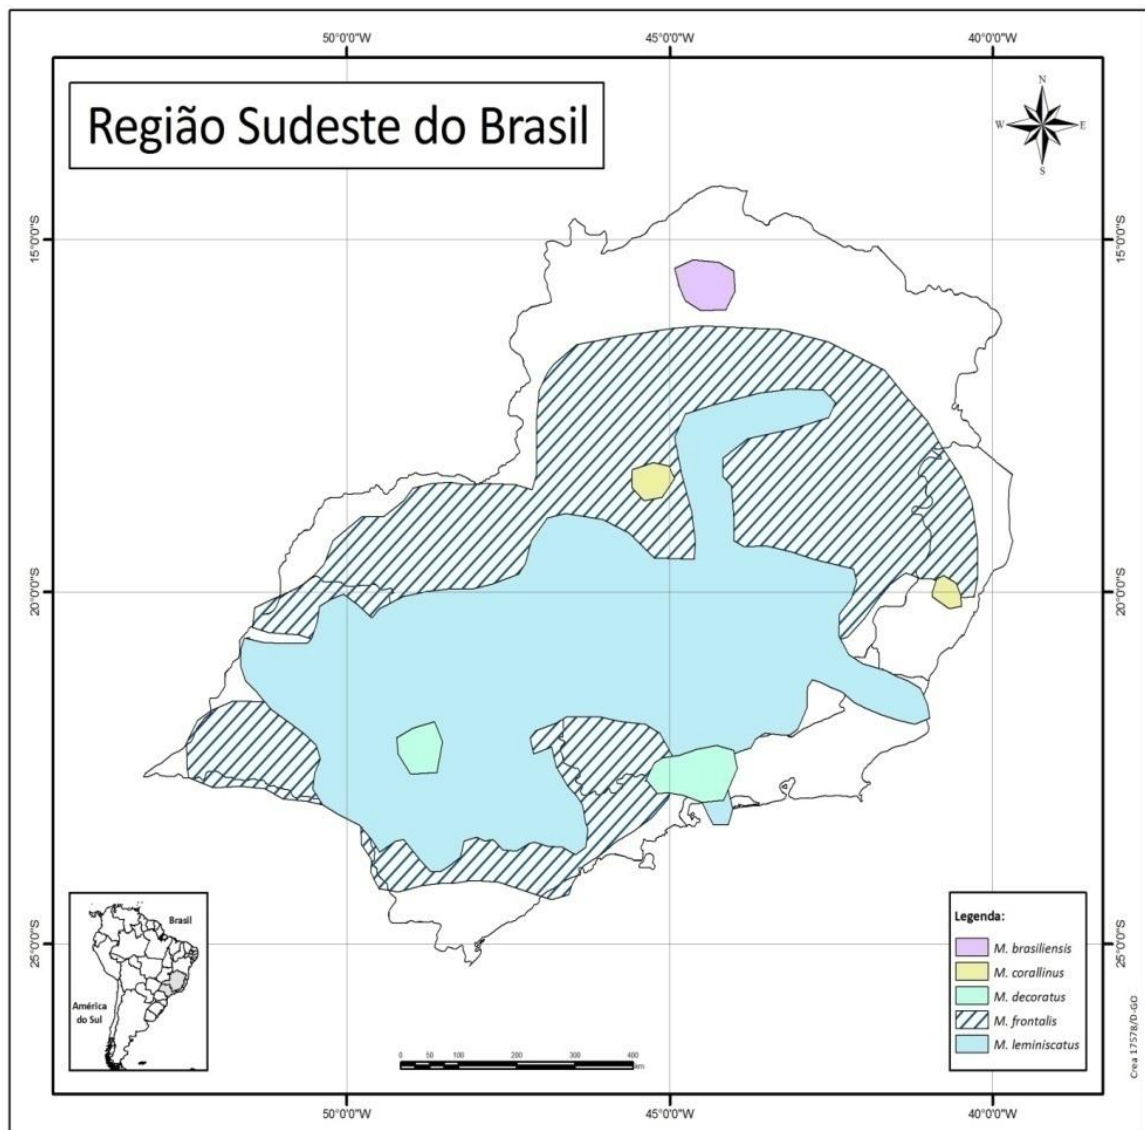 50°0'0"W 45°0'0"W 40°0'0"W
Região Sudeste do Brasil
N
W E
S
15°0'0"S 15°0'0"S
20°0'0"S 20°0'0"S
25°0'0"S 25°0'0"S
Brasil
América
do Sul
0 50 100 200 300 400
km
Legenda:
M. brasiliensis
M. corallinus
M. decoratus
M. frontalis
M. leminiscatus
Crea 17578/D-GO
50°0'0"W 45°0'0"W 40°0'0"W